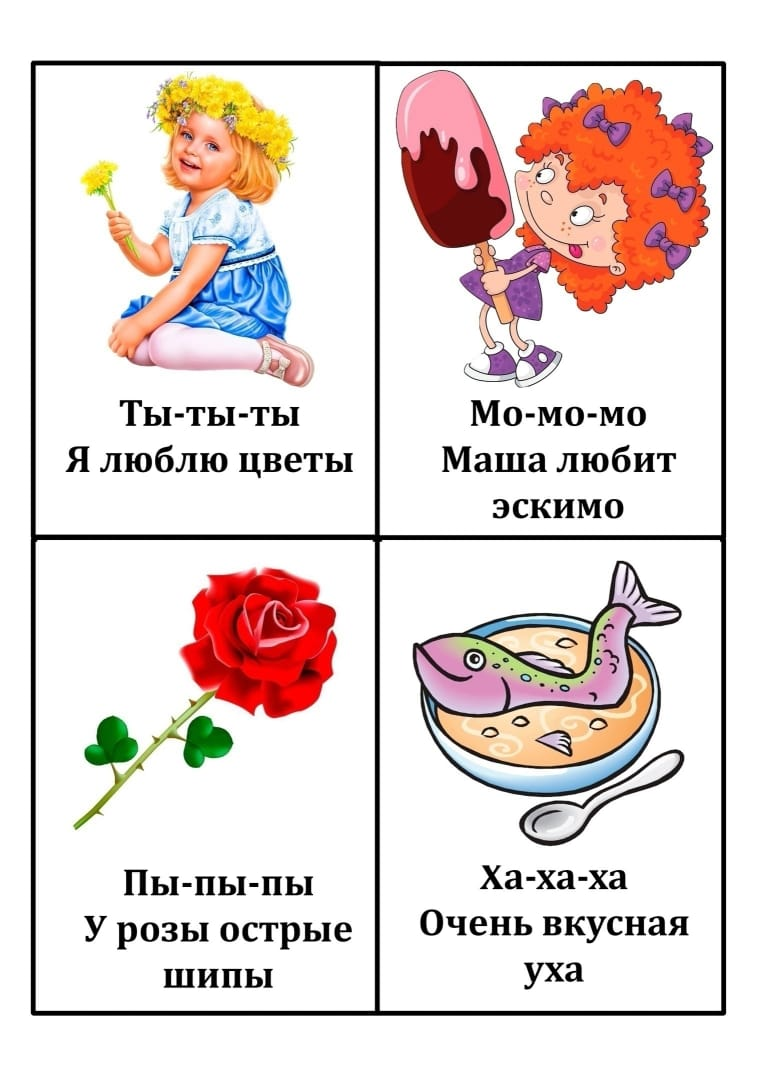 Ты-ты-ты
Я люблю цветы
Мо-мо-мо
Маша любит
эскимо
Пы-пы-пы
У розы острые
шипы
Ха-ха-ха
Очень вкусная
уха